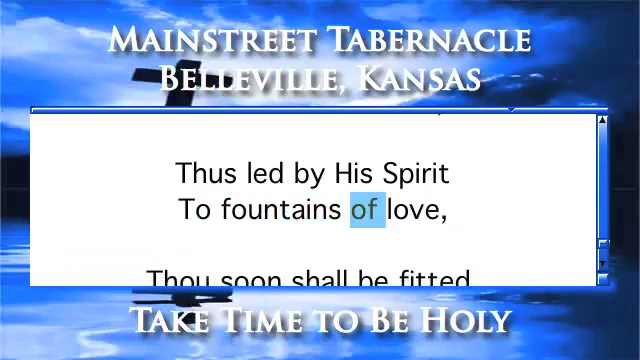 Mainstreet Tabernacle
Belleville, Kansas
Thus led by His Spirit
To fountains of love,
Thou soon shall be fitted
Take Time to Be Holy